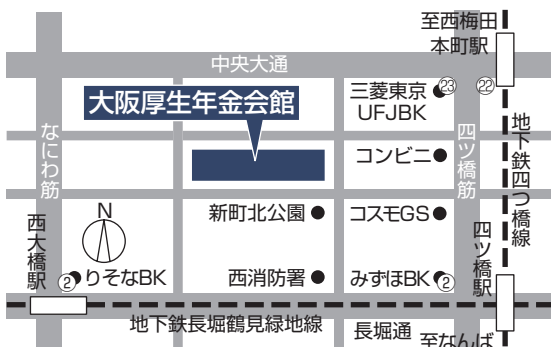 至西梅田
本町駅
中央大通
三菱東京
UFJBK
㉓
㉒
大阪厚生年金会館
なにわ筋
コンビニ
四ツ橋筋
地下鉄四つ橋線
新町北公園
コスモGS
西大橋駅
N
四ツ橋駅
②
りそなBK
西消防署
みずほBK
②
地下鉄長堀鶴見緑地線
長堀通
至なんば